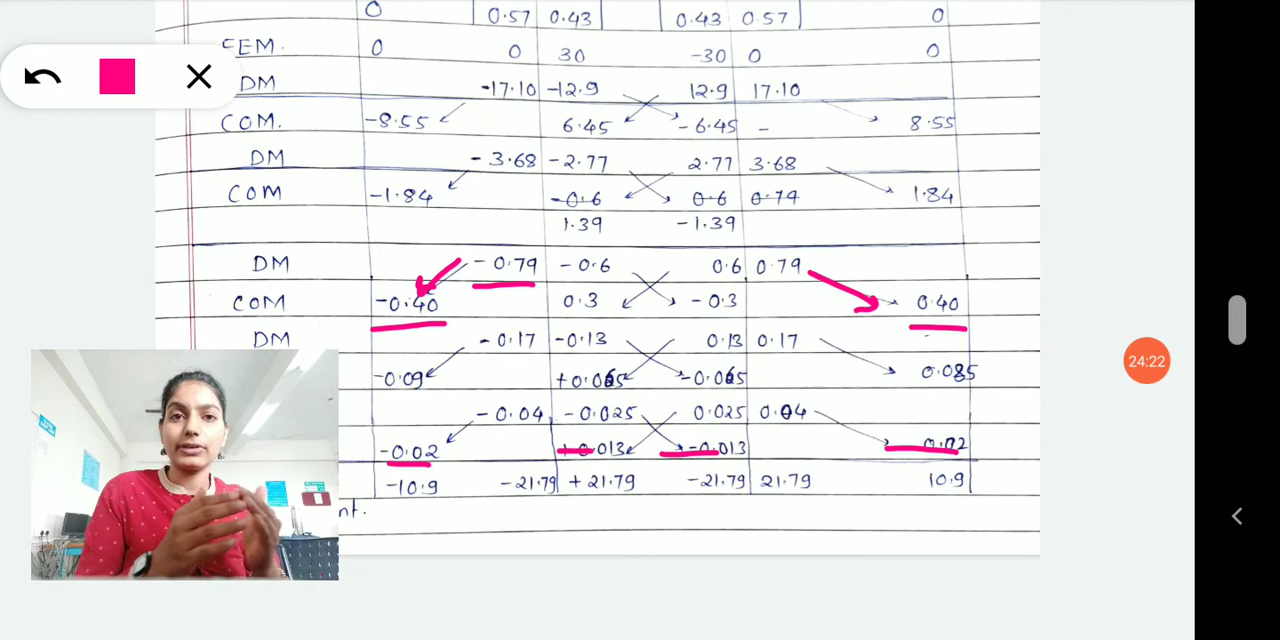 0 0.57 0.43 0.43 0.57 0
FEM. 0 0 30 -30 0 0
DM -17.10 -12.9 12.9 17.10
COM. -8.55 6.45 -6.45 - 8.55
DM -3.68 -2.77 2.77 3.68
COM -1.84 -0.6 0.6 0.79 1.84
1.39 -1.39
DM -0.79 -0.6 0.6 0.79
COM -0.40 0.3 -0.3 0.40
DM -0.17 -0.13 0.13 0.17
-0.09 +0.065 -0.065 0.085
-0.04 -0.025 0.025 0.04
-0.02 +0.013 -0.013 0.02
-10.9 -21.79 +21.79 -21.79 21.79 10.9
nt.
24:22